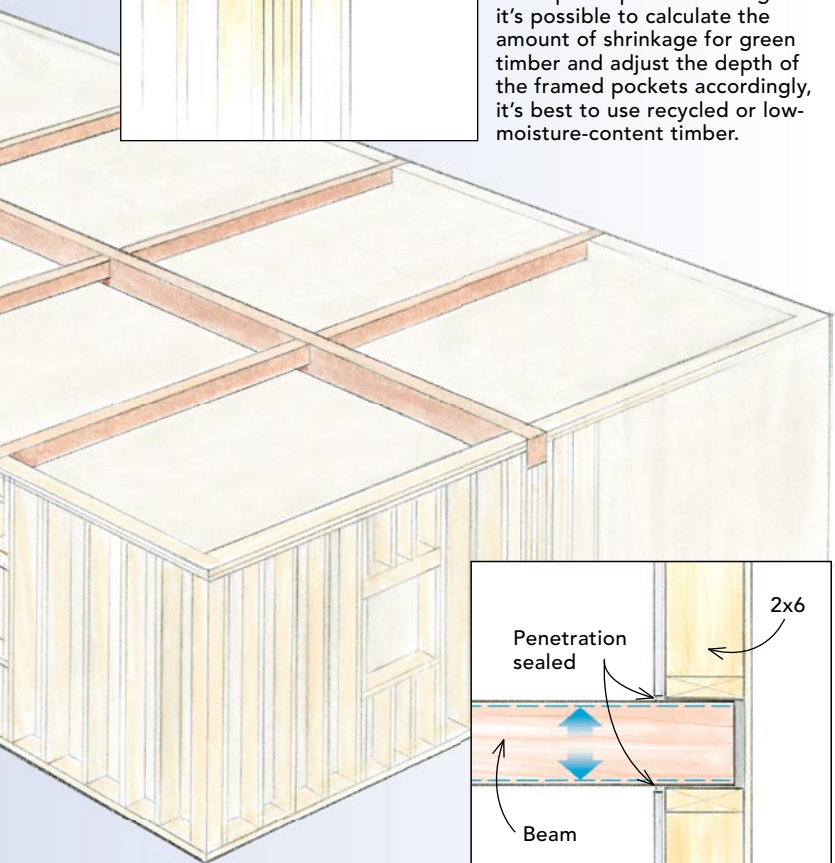 it's possible to calculate the
amount of shrinkage for green
timber and adjust the depth of
the framed pockets accordingly,
it's best to use recycled or low-
moisture-content timber.
2x6
Penetration
sealed
Beam